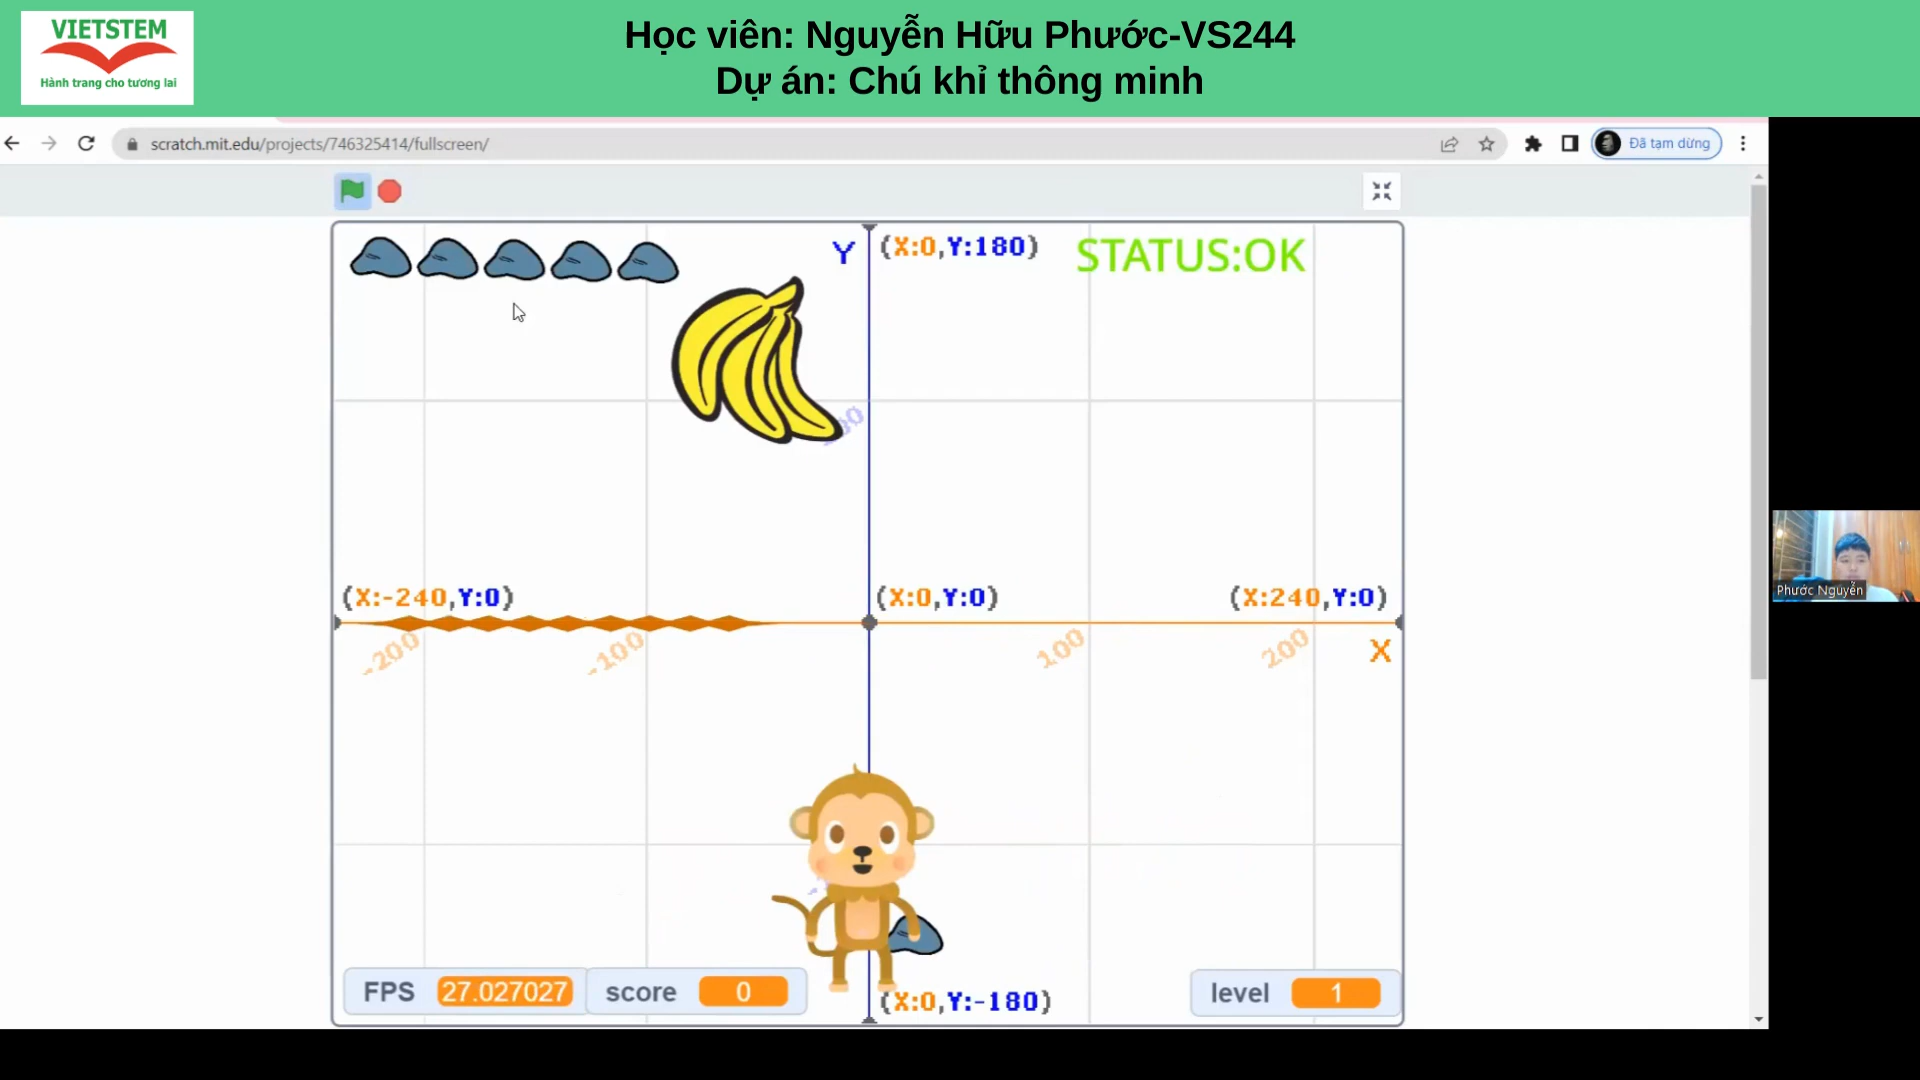 VIETSTEM
Hành trang cho tương lai
Học viên: Nguyễn Hữu Phước-VS244
Dự án: Chú khỉ thông minh
scratch.mit.edu/projects/746325414/fullscreen/
Đã tạm dừng
Y
(X:0,Y:180)
STATUS:OK
(X:-240,Y:0)
(X:0,Y:0)
(X:240,Y:0)
-200
-100
100
200
X
Phước Nguyễn
FPS 27.027027
score 0
(X:0,Y:-180)
level 1